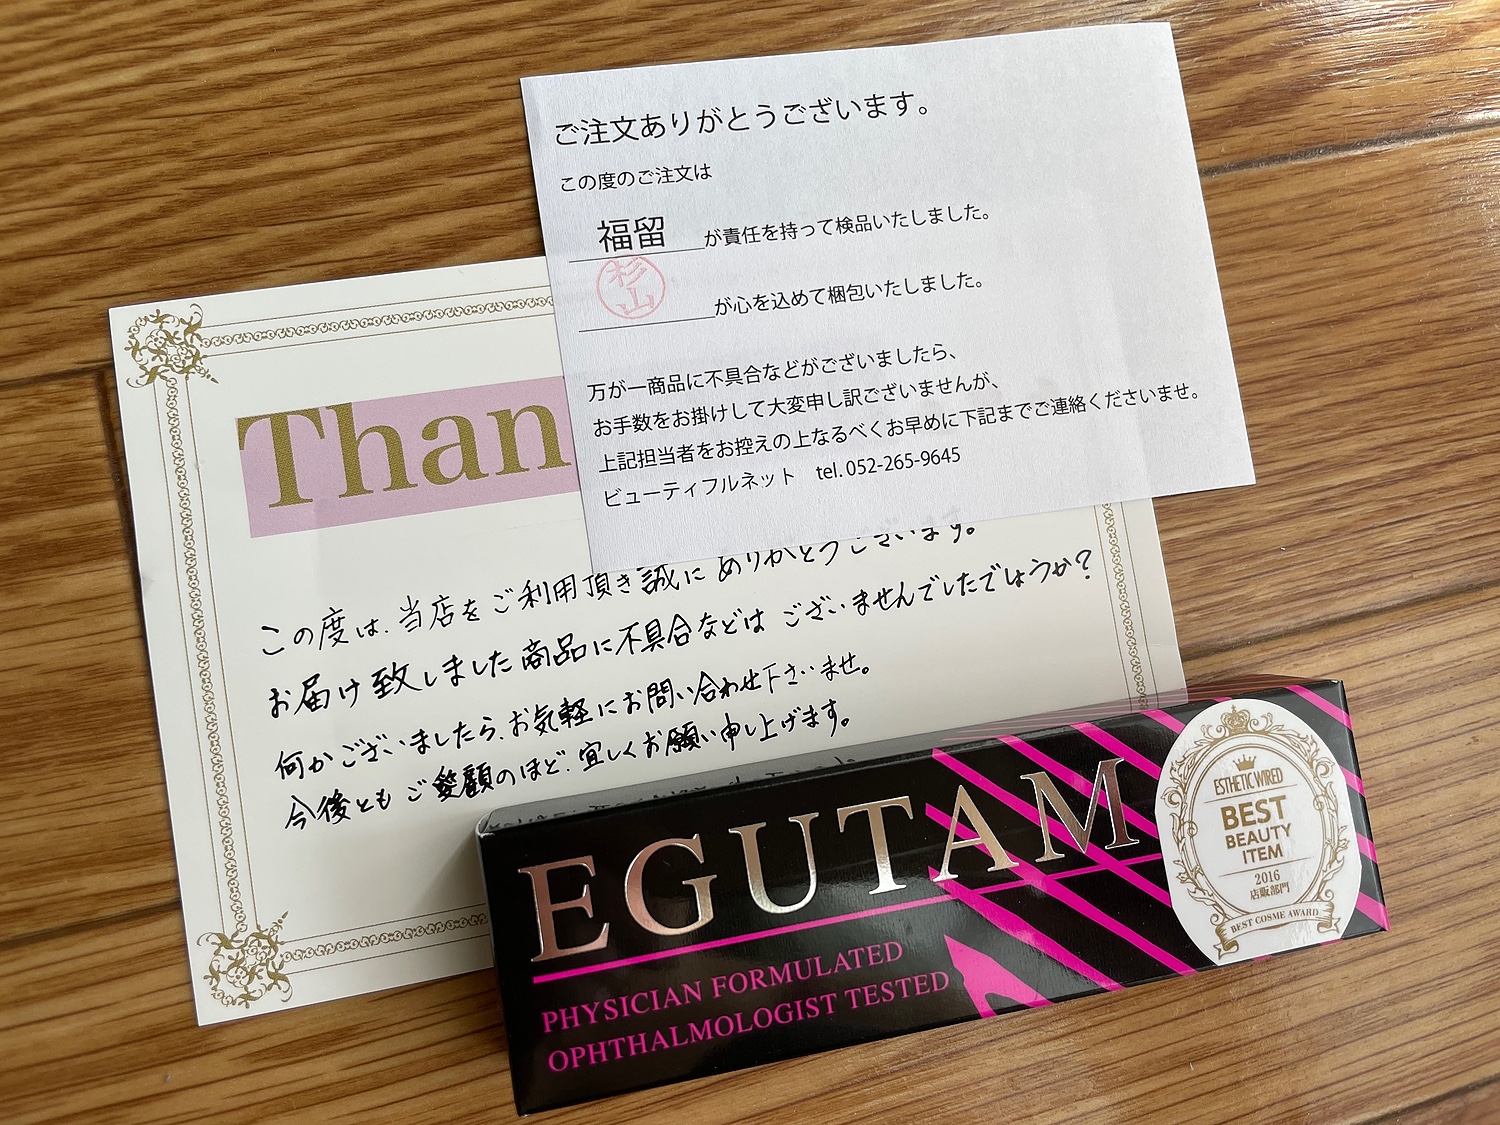 ご注文ありがとうございます。
この度のご注文は
福留 が責任を持って検品いたしました。
杉山 が心を込めて梱包いたしました。
万が一商品に不具合などがございましたら、
お手数をお掛けして大変申し訳ございませんが、
上記担当者をお控えの上なるべくお早めに下記までご連絡くださいませ。
ビューティフルネット tel. 052-265-9645
Than
この度は、当店をご利用頂き誠にありがとうございます。
お届け致しました商品に不具合などはございませんでしたでしょうか?
何かございましたら、お気軽にお問い合わせ下さいませ。
今後ともご愛顧のほど、宜しくお願い申し上げます。
EGUTAM
PHYSICIAN FORMULATED
OPHTHALMOLOGIST TESTED
ESTHETIC WIRED
BEST
BEAUTY
ITEM
2016
店販部門
BEST COSME AWARD